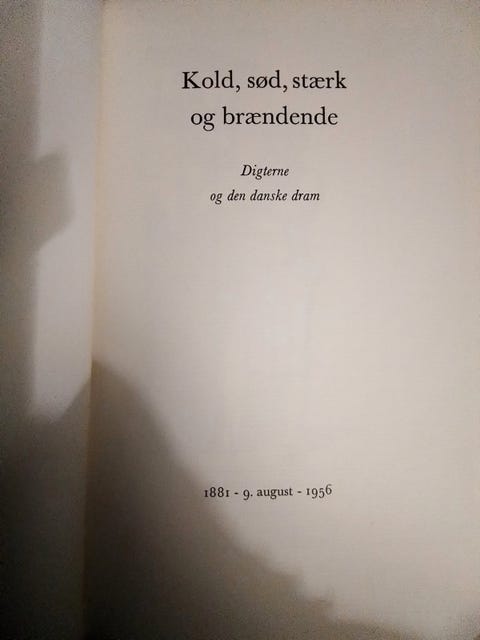 Kold, sød, stærk
og brændende
Digterne
og den danske dram
1881 - 9. august - 1956